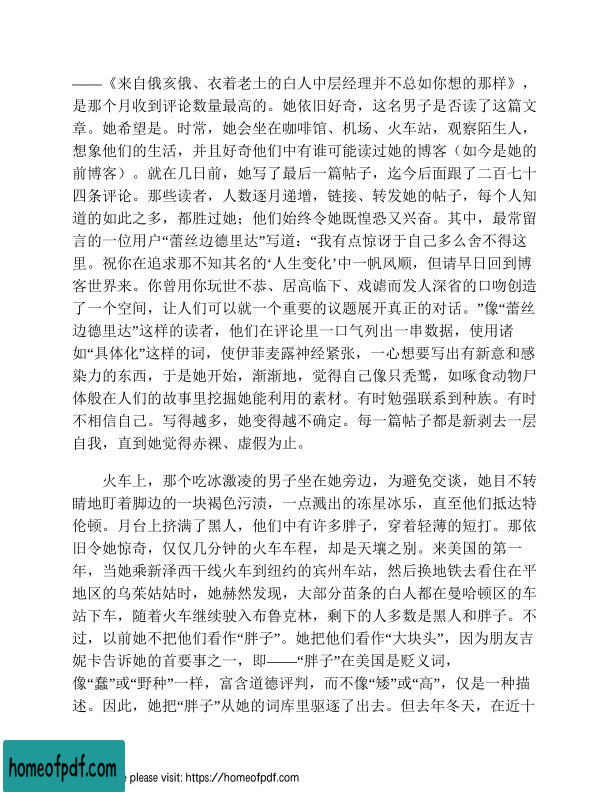 ——《来自俄亥俄、衣着老土的白人中层经理并不总如你想的那样》，
是那个月收到评论数量最高的。她依旧好奇，这名男子是否读了这篇文
章。她希望是。时常，她会坐在咖啡馆、机场、火车站，观察陌生人，
想象他们的生活，并且好奇他们中有谁可能读过她的博客（如今是她的
前博客）。就在几日前，她写了最后一篇帖子，迄今后面跟了二百七十
四条评论。那些读者，人数逐月递增，链接、转发她的帖子，每个人知
道的如此之多，都胜过她；他们始终令她既惶恐又兴奋。其中，最常留
言的一位用户“蕾丝边德里达”写道：“我有点惊讶于自己多么舍不得这
里。祝你在追求那不知其名的‘人生变化’中一帆风顺，但请早日回到博
客世界来。你曾用你玩世不恭、居高临下、戏谑而发人深省的口吻创造
了一个空间，让人们可以就一个重要的议题展开真正的对话。”像“蕾丝
边德里达”这样的读者，他们在评论里一口气列出一串数据，使用诸
如“具体化”这样的词，使伊菲麦露神经紧张，一心想要写出有新意和感
染力的东西，于是她开始，渐渐地，觉得自己像只秃鹫，如啄食动物尸
体般在人们的故事里挖掘她能利用的素材。有时勉强联系到种族。有时
不相信自己。写得越多，她变得越不确定。每一篇帖子都是新剥去一层
自我，直到她觉得赤裸、虚假为止。
火车上，那个吃冰激凌的男子坐在她旁边，为避免交谈，她目不转
睛地盯着脚边的一块褐色污渍，一点溅出的冻星冰乐，直至他们抵达特
伦顿。月台上挤满了黑人，他们中有许多胖子，穿着轻薄的短打。那依
旧令她惊奇，仅仅几分钟的火车车程，却是天壤之别。来美国的第一
年，当她乘新泽西干线火车到纽约的宾州车站，然后换地铁去看住在平
地区的乌茱姑姑时，她赫然发现，大部分苗条的白人都在曼哈顿区的车
站下车，随着火车继续驶入布鲁克林，剩下的人多数是黑人和胖子。不
过，以前她不把他们看作“胖子”。她把他们看作“大块头”，因为朋友吉
妮卡告诉她的首要事之一，即——“胖子”在美国是贬义词，
像“蠢”或“野种”一样，富含道德评判，而不像“矮”或“高”，仅是一种描
述。因此，她把“胖子”从她的词库里驱逐了出去。但去年冬天，在近十
homeofpdf.com
e please visit: https://homeofpdf.com